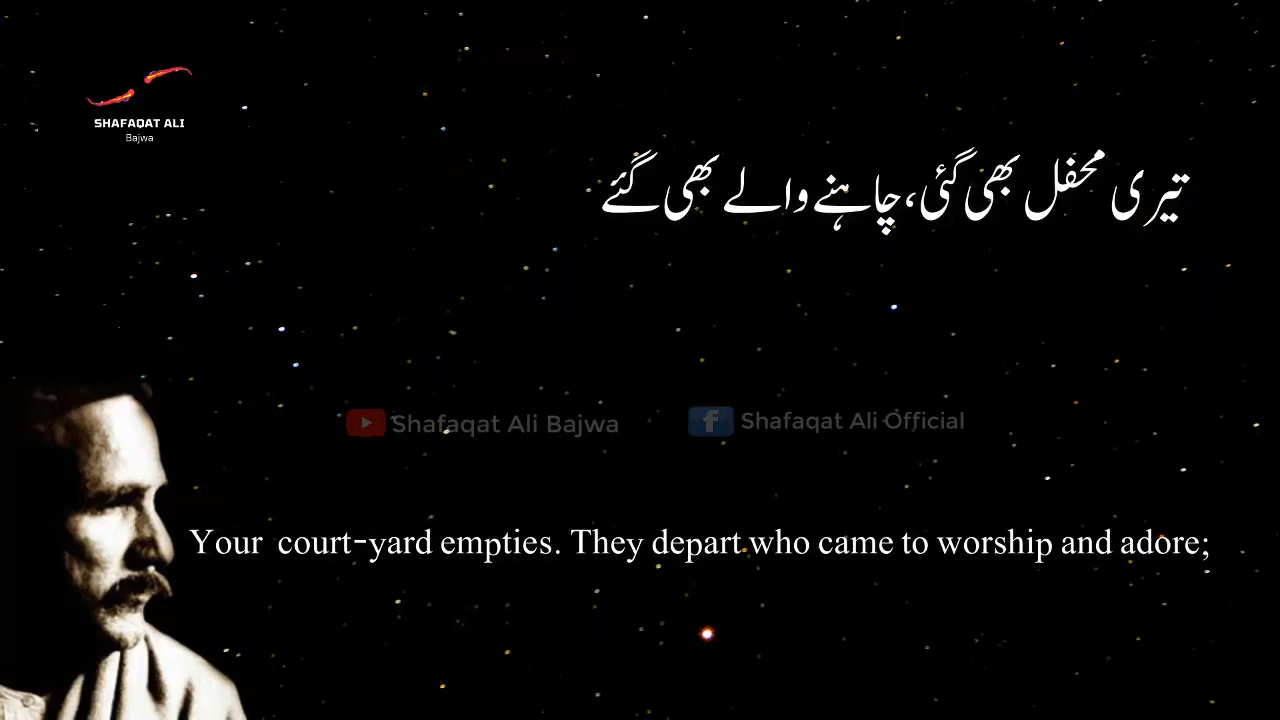 SHAFAQAT ALI
Bajwa
تیری محفل بھی گئی، چاہنے والے بھی گئے
Shafaqat Ali Bajwa
Shafaqat Ali Official
Your court-yard empties. They depart who came to worship and adore;